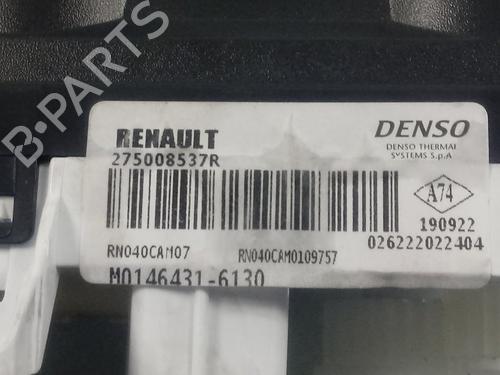 B-PARTS
RENAULT
275008537R
DENSO
DENSO THERMAL
SYSTEMS S.p.A
A74
190922
026222022404
RN040CAM07
RN040CAM0109757
M0146431-6130